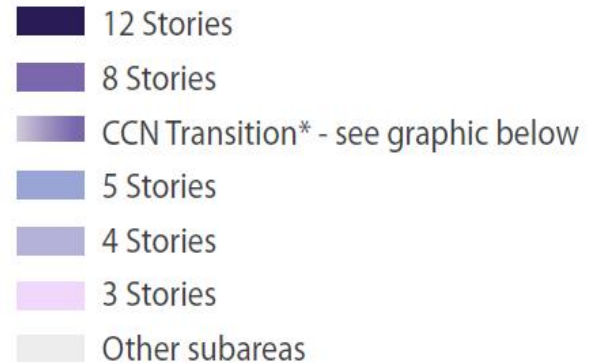 12 Stories
8 Stories
CCN Transition* - see graphic below
5 Stories
4 Stories
3 Stories
Other subareas